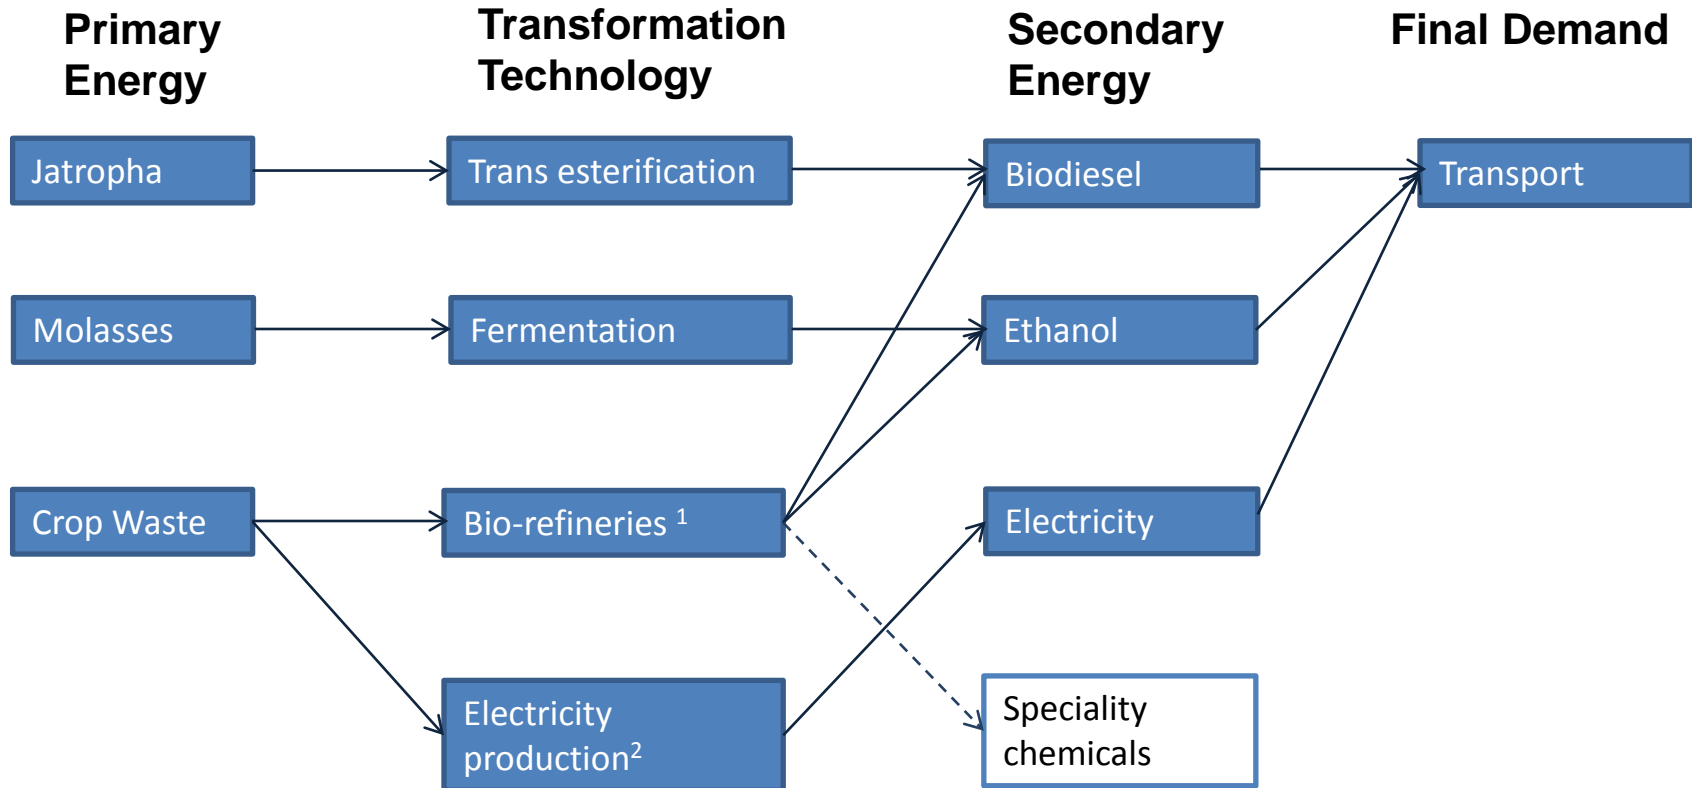 Primary
Energy
Transformation
Technology
Secondary
Energy
Final Demand
Jatropha
Trans esterification
Biodiesel
Transport
Molasses
Fermentation
Ethanol
Crop Waste
Bio-refineries ¹
Electricity
Electricity
production²
Speciality
chemicals